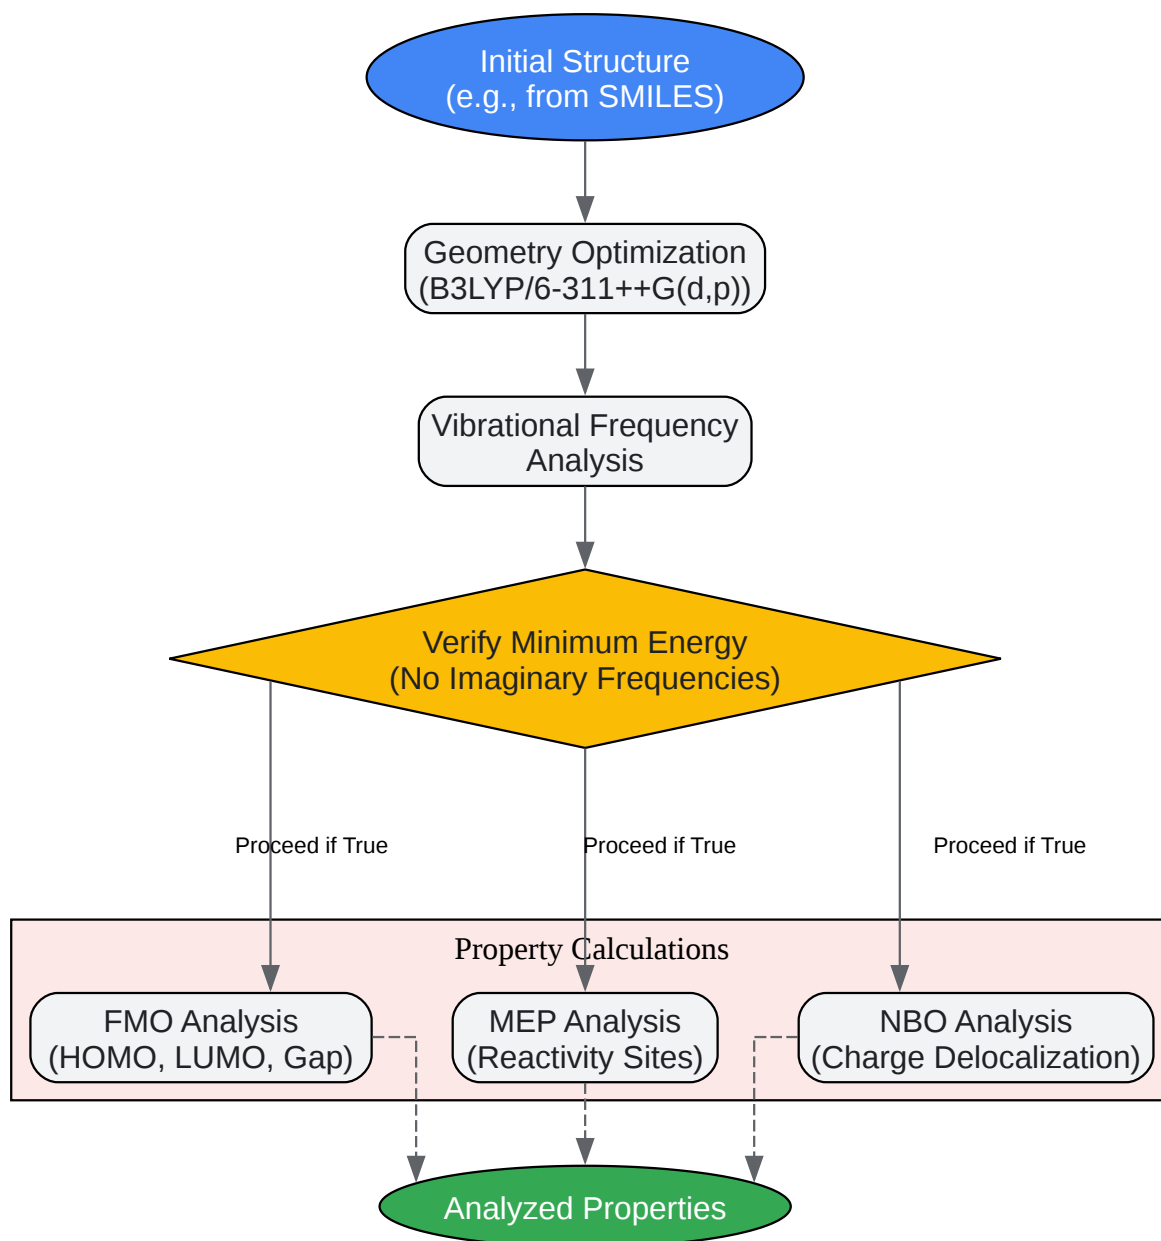 Initial Structure
(e.g., from SMILES)
Geometry Optimization
(B3LYP/6-311++G(d,p))
Vibrational Frequency
Analysis
Verify Minimum Energy
(No Imaginary Frequencies)
Proceed if True
Proceed if True
Proceed if True
Property Calculations
FMO Analysis
(HOMO, LUMO, Gap)
MEP Analysis
(Reactivity Sites)
NBO Analysis
(Charge Delocalization)
Analyzed Properties